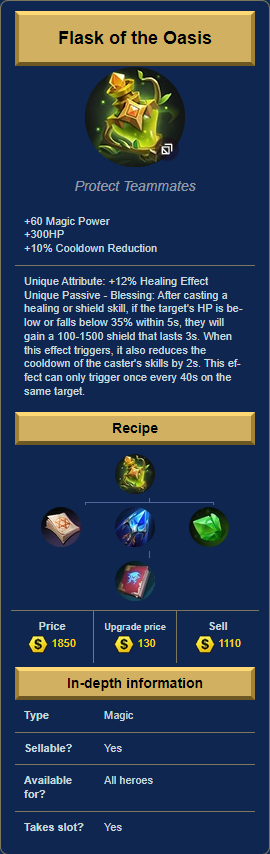 Flask of the Oasis
Protect Teammates
+60 Magic Power
+300HP
+10% Cooldown Reduction
Unique Attribute: +12% Healing Effect
Unique Passive - Blessing: After casting a
healing or shield skill, if the target's HP is be-
low or falls below 35% within 5s, they will
gain a 100-1500 shield that lasts 3s. When
this effect triggers, it also reduces the
cooldown of the caster's skills by 2s. This ef-
fect can only trigger once every 40s on the
same target.
Recipe
Price Upgrade price Sell
1850 130 1110
In-depth information
Type Magic
Sellable? Yes
Available All heroes
for?
Takes slot? Yes